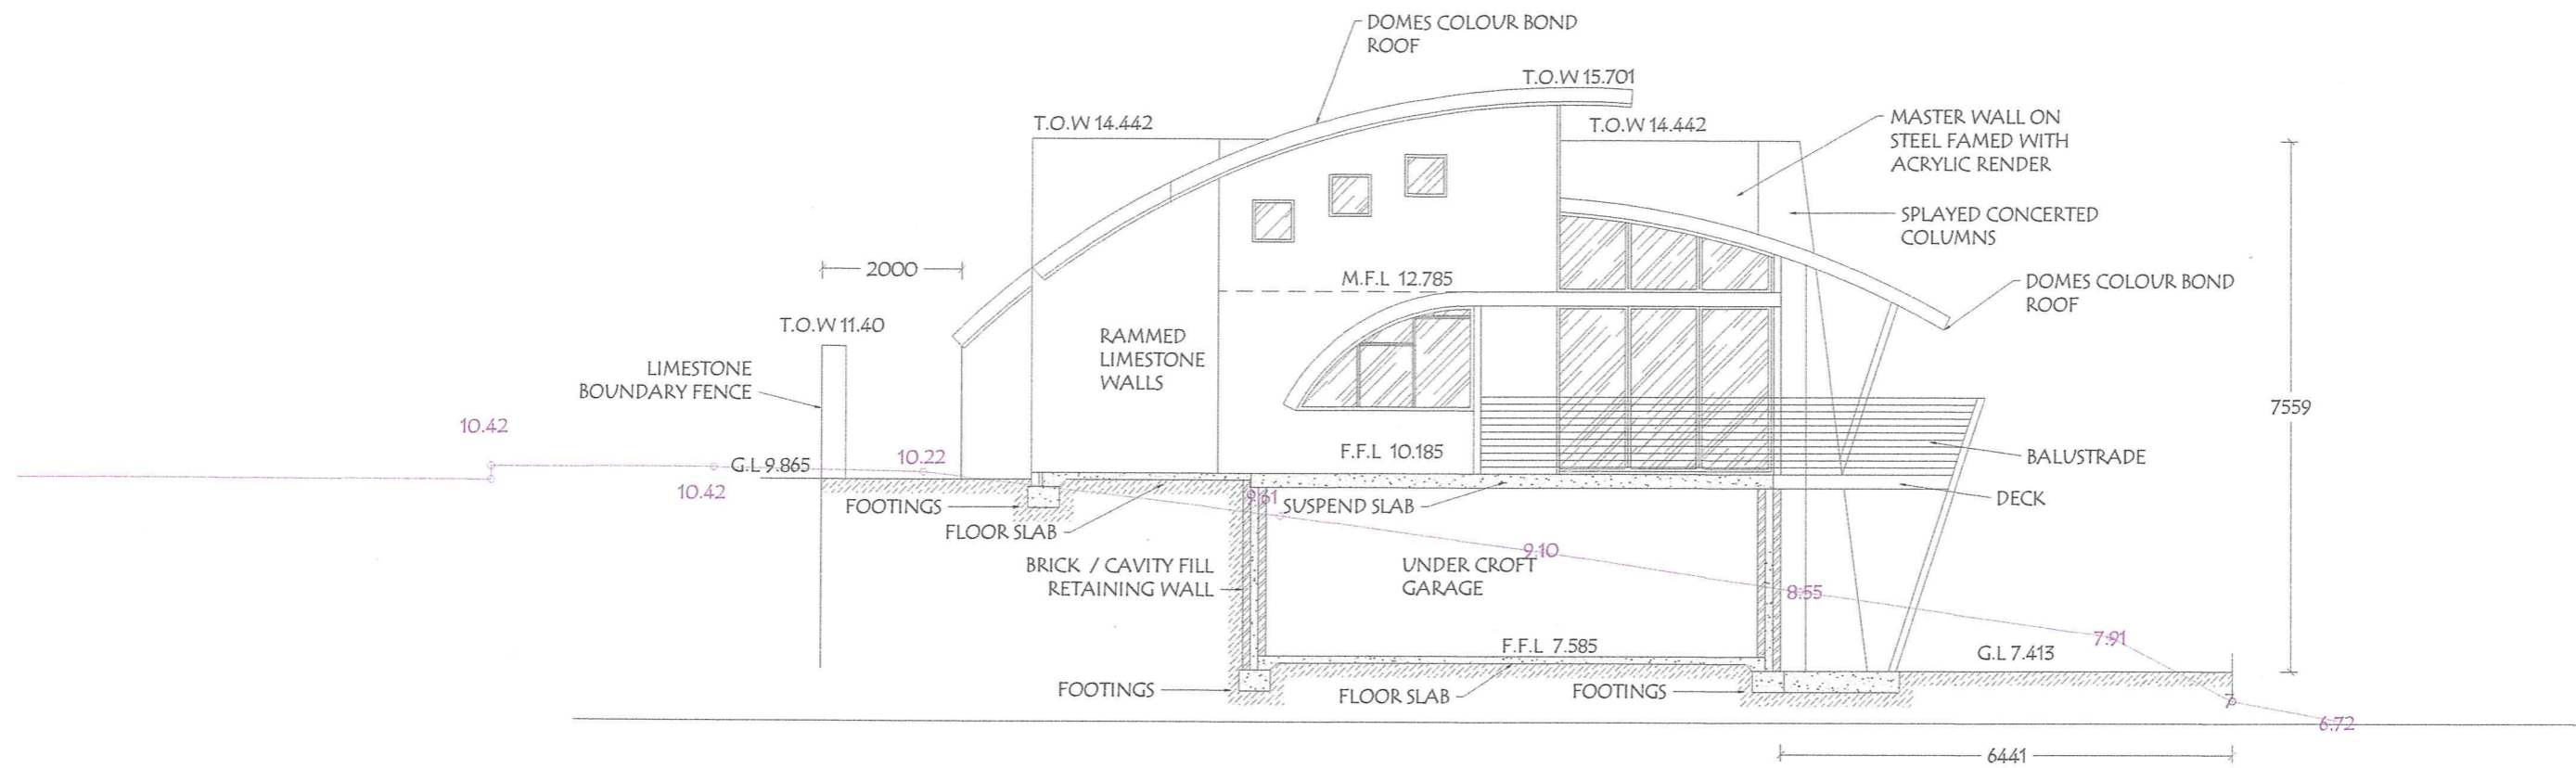 DOMES COLOUR BOND
ROOF
T.O.W 15.701
T.O.W 14.442
T.O.W 14.442
MASTER WALL ON
STEEL FAMED WITH
ACRYLIC RENDER
SPLAYED CONCERTED
COLUMNS
2000
M.F.L 12.785
DOMES COLOUR BOND
ROOF
T.O.W 11.40
RAMMED
LIMESTONE
WALLS
LIMESTONE
BOUNDARY FENCE
7559
10.42
F.F.L 10.185
BALUSTRADE
10.22
G.L 9.865
10.42
9.61
DECK
FOOTINGS
SUSPEND SLAB
FLOOR SLAB
9.10
BRICK / CAVITY FILL
RETAINING WALL
UNDER CROFT
GARAGE
8.55
7.91
F.F.L 7.585
G.L 7.413
FOOTINGS
FLOOR SLAB
FOOTINGS
7
6.72
6441